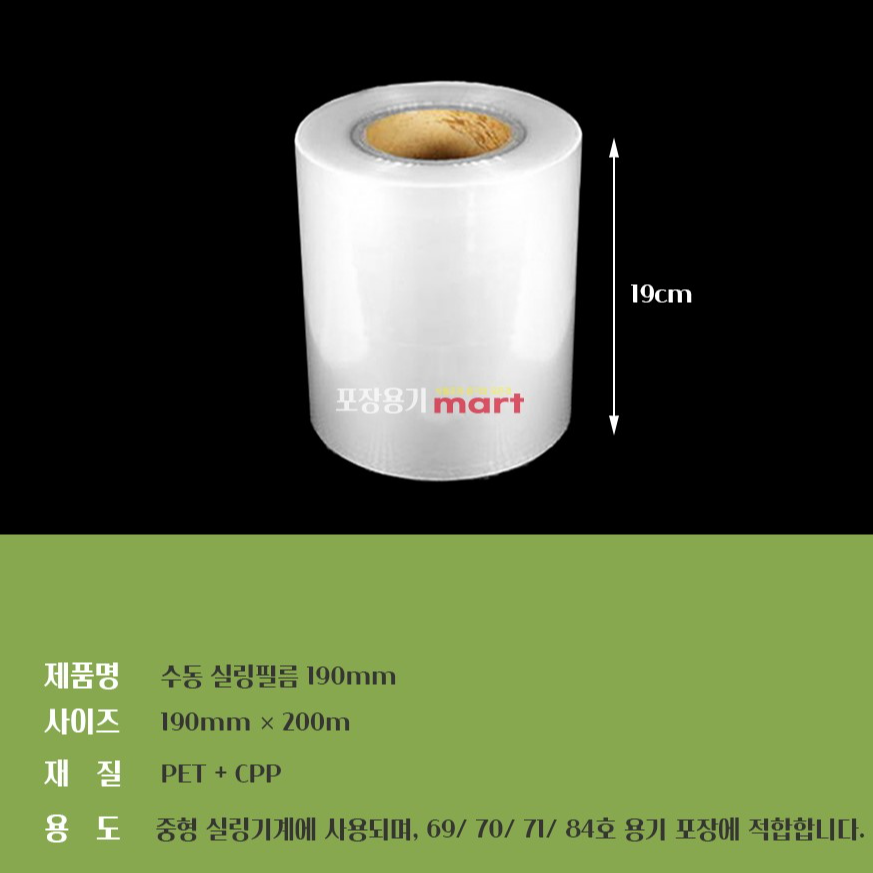 19cm
포장용기 mart
제품명 수동 실링필름 190mm
사이즈 190mm × 200m
재 질 PET + CPP
용 도 중형 실링기계에 사용되며, 69/ 70/ 71/ 84호 용기 포장에 적합합니다.